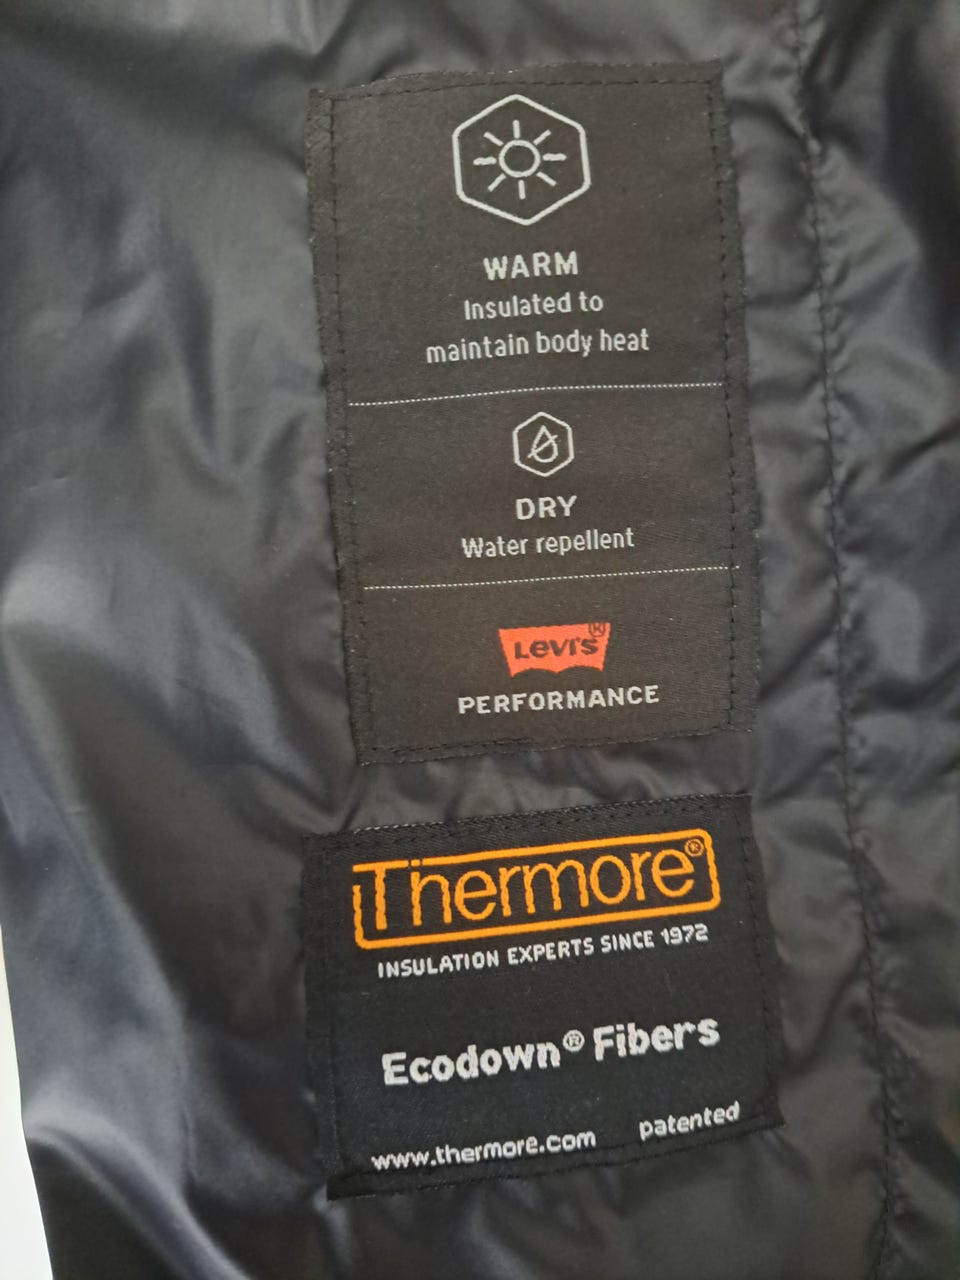 WARM
Insulated to
maintain body heat
DRY
Water repellent
Levi's®
PERFORMANCE
Thermore®
INSULATION EXPERTS SINCE 1972
Ecodown® Fibers
www.thermore.com patented